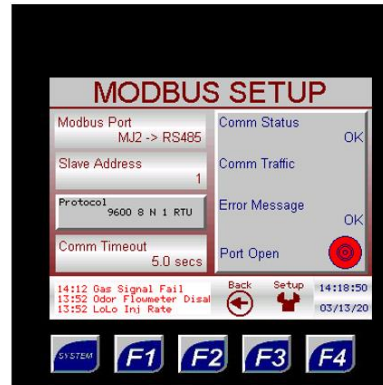 MODBUS SETUP
Modbus Port
MJ2 -> RS485
Slave Address
1
Protocol
9600 8 N 1 RTU
Comm Timeout
5.0 secs
Comm Status
OK
Comm Traffic
Error Message
OK
Port Open
14:12 Gas Signal Fail
13:52 Odor Flowmeter Disa
13:52 LoLo Inj Rate
Back
Setup
14:18:50
03/13/20
SYSTEM
F1
F2
F3
F4